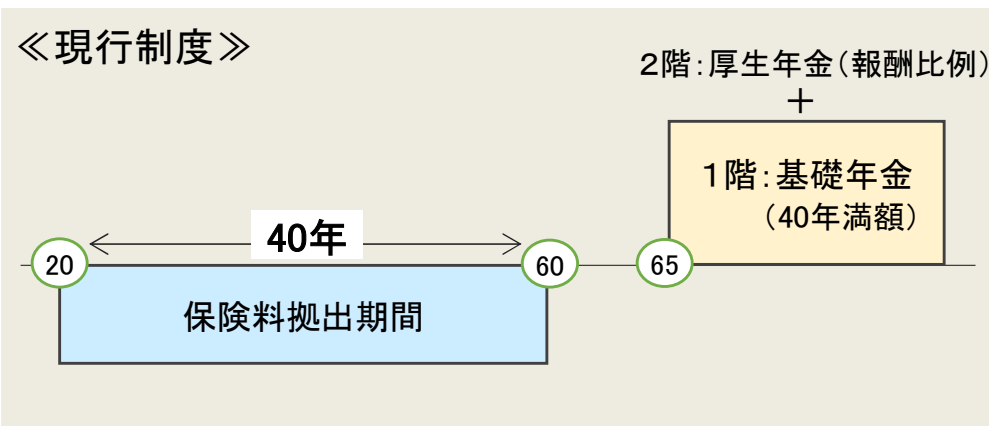 ≪現行制度≫
2階：厚生年金（報酬比例）
＋
1階：基礎年金
（40年満額）
40年
20
60
65
保険料拠出期間